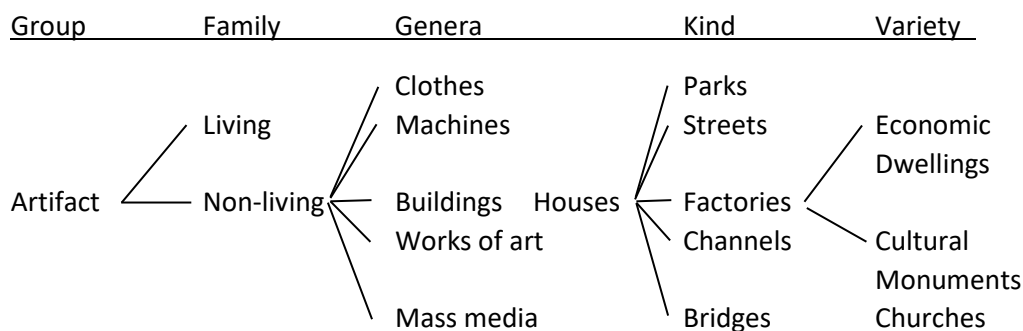 Group Family Genera Kind Variety
Clothes Parks
Living Machines Streets Economic
Dwellings
Artifact Non-living Buildings Houses Factories
Works of art Channels Cultural
Monuments
Mass media Bridges Churches